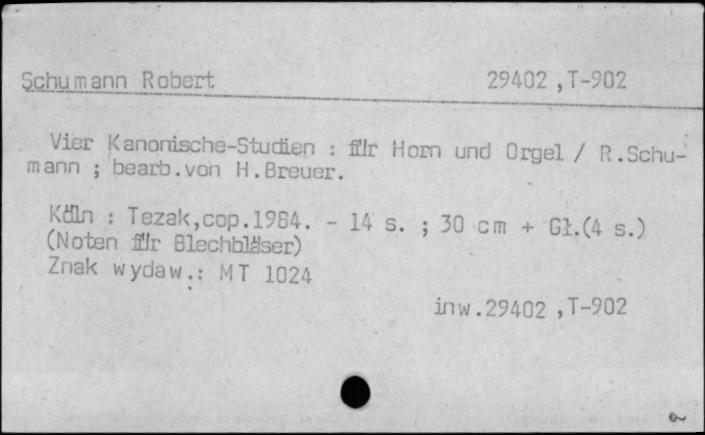 Schumann Robert 29402,T-902
Vier Kanonische-Studien : für Horn und Orgel / R.Schu-
mann ; bearb.von H.Breuer.
Köln : Tezak,cop.1984. - 14 s. ; 30 cm + Gł.(4 s.)
(Noten für Blechbläser)
Znak wydaw.: MT 1024
inw.29402,T-902